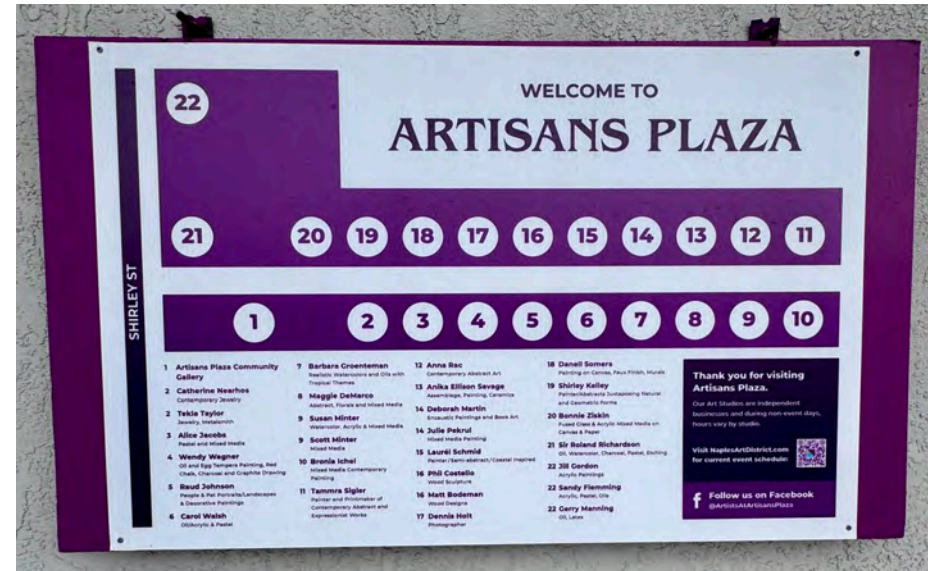 WELCOME TO
ARTISANS PLAZA
SHIRLEY ST
22
21
20
19
18
17
16
15
14
13
12
11
1
2
3
4
5
6
7
8
9
10
1 Artisans Plaza Community
Gallery
2 Catherine Nearhos
Contemporary Jewelry
2 Tekla Taylor
Jewelry, Metalsmith
3 Alice Jacobs
Pastel and Mixed Media
4 Wendy Wagner
Oil and Egg Tempera Painting, Red
Chalk, Charcoal and Graphite Drawing
5 Raud Johnson
People & Pet Portraits/Landscapes
& Decorative Paintings
6 Carol Walsh
Oil/Acrylic & Pastel
7 Barbara Groenteman
Realistic Watercolors and Oils with
Tropical Themes
8 Maggie DeMarco
Abstract, Florals and Mixed Media
9 Susan Minter
Watercolor, Acrylic & Mixed Media
9 Scott Minter
Mixed Media
10 Bronia Ichel
Mixed Media Contemporary
Painting
11 Tammra Sigler
Painter and Printmaker of
Contemporary Abstract and
Expressionist Works
12 Anna Rac
Contemporary Abstract Art
13 Anika Ellison Savage
Assemblage, Painting, Ceramics
14 Deborah Martin
Encaustic Paintings and Book Art
14 Julie Pekrul
Mixed Media Painting
15 Laurél Schmid
Painter/Semi-abstract/Coastal Inspired
16 Phil Costello
Wood Sculpture
16 Matt Bodeman
Wood Designs
17 Dennis Holt
Photographer
18 Danell Somers
Painting on Canvas, Faux Finish, Murals
19 Shirley Kelley
Painter/Abstracts Juxtaposing Natural
and Geometric Forms
20 Bonnie Ziskin
Fused Glass & Acrylic Mixed Media on
Canvas & Paper
21 Sir Roland Richardson
Oil, Watercolor, Charcoal, Pastel, Etching
22 Jill Gordon
Acrylic Paintings
22 Sandy Flemming
Acrylic, Pastel, Oils
22 Gerry Manning
Oil, Latex
Thank you for visiting
Artisans Plaza.
Our Art Studios are independent
businesses and during non-event days,
hours vary by studio.
Visit NaplesArtDistrict.com
for current event schedule:
f Follow us on Facebook
@ArtistsAtArtisansPlaza